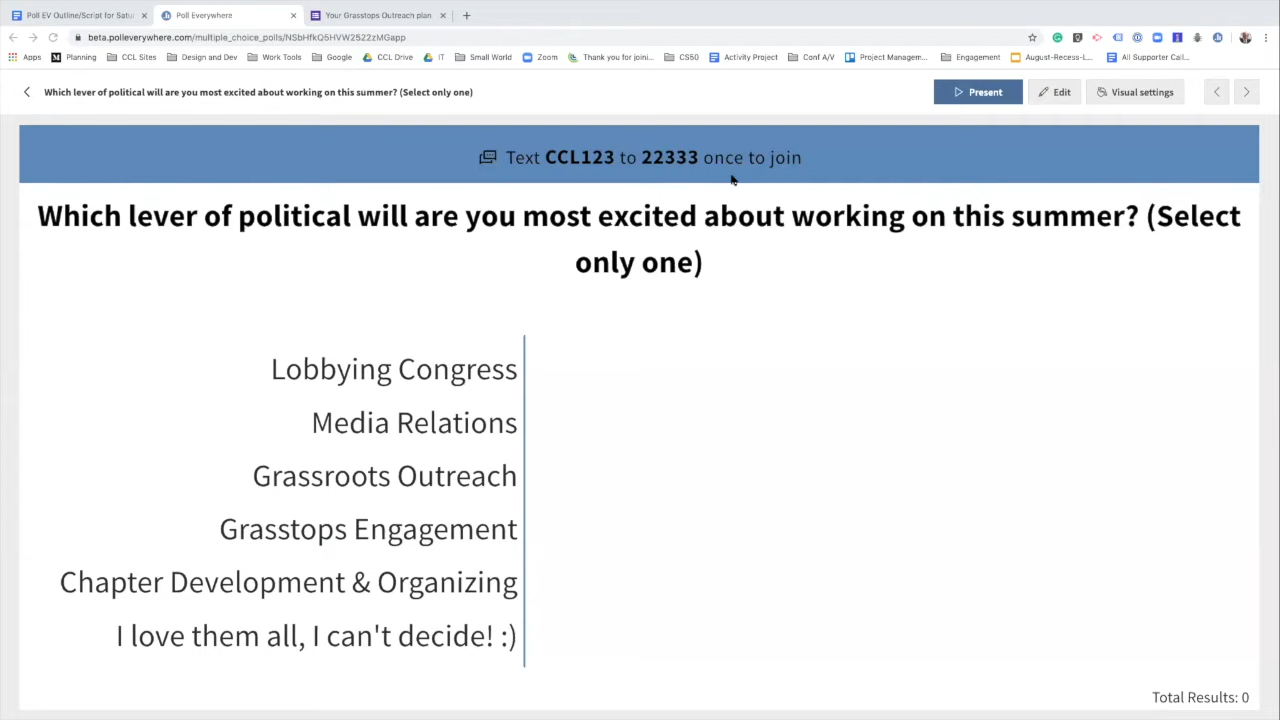 Poll EV Outline/Script for Satu
Poll Everywhere
Your Grasstops Outreach plan
beta.polleverywhere.com/multiple_choice_polls/NSbHfkQ5HVW2522zMGapp
Apps Planning CCL Sites Design and Dev Work Tools Google CCL Drive IT Small World Zoom Thank you for joini... CS50 Activity Project Conf A/V Project Managem... Engagement August-Recess-L... All Supporter Cal...
Which lever of political will are you most excited about working on this summer? (Select only one)
Present
Edit
Visual settings
Text CCL123 to 22333 once to join
Which lever of political will are you most excited about working on this summer? (Select
only one)
Lobbying Congress
Media Relations
Grassroots Outreach
Grasstops Engagement
Chapter Development & Organizing
I love them all, I can't decide! :)
Total Results: 0